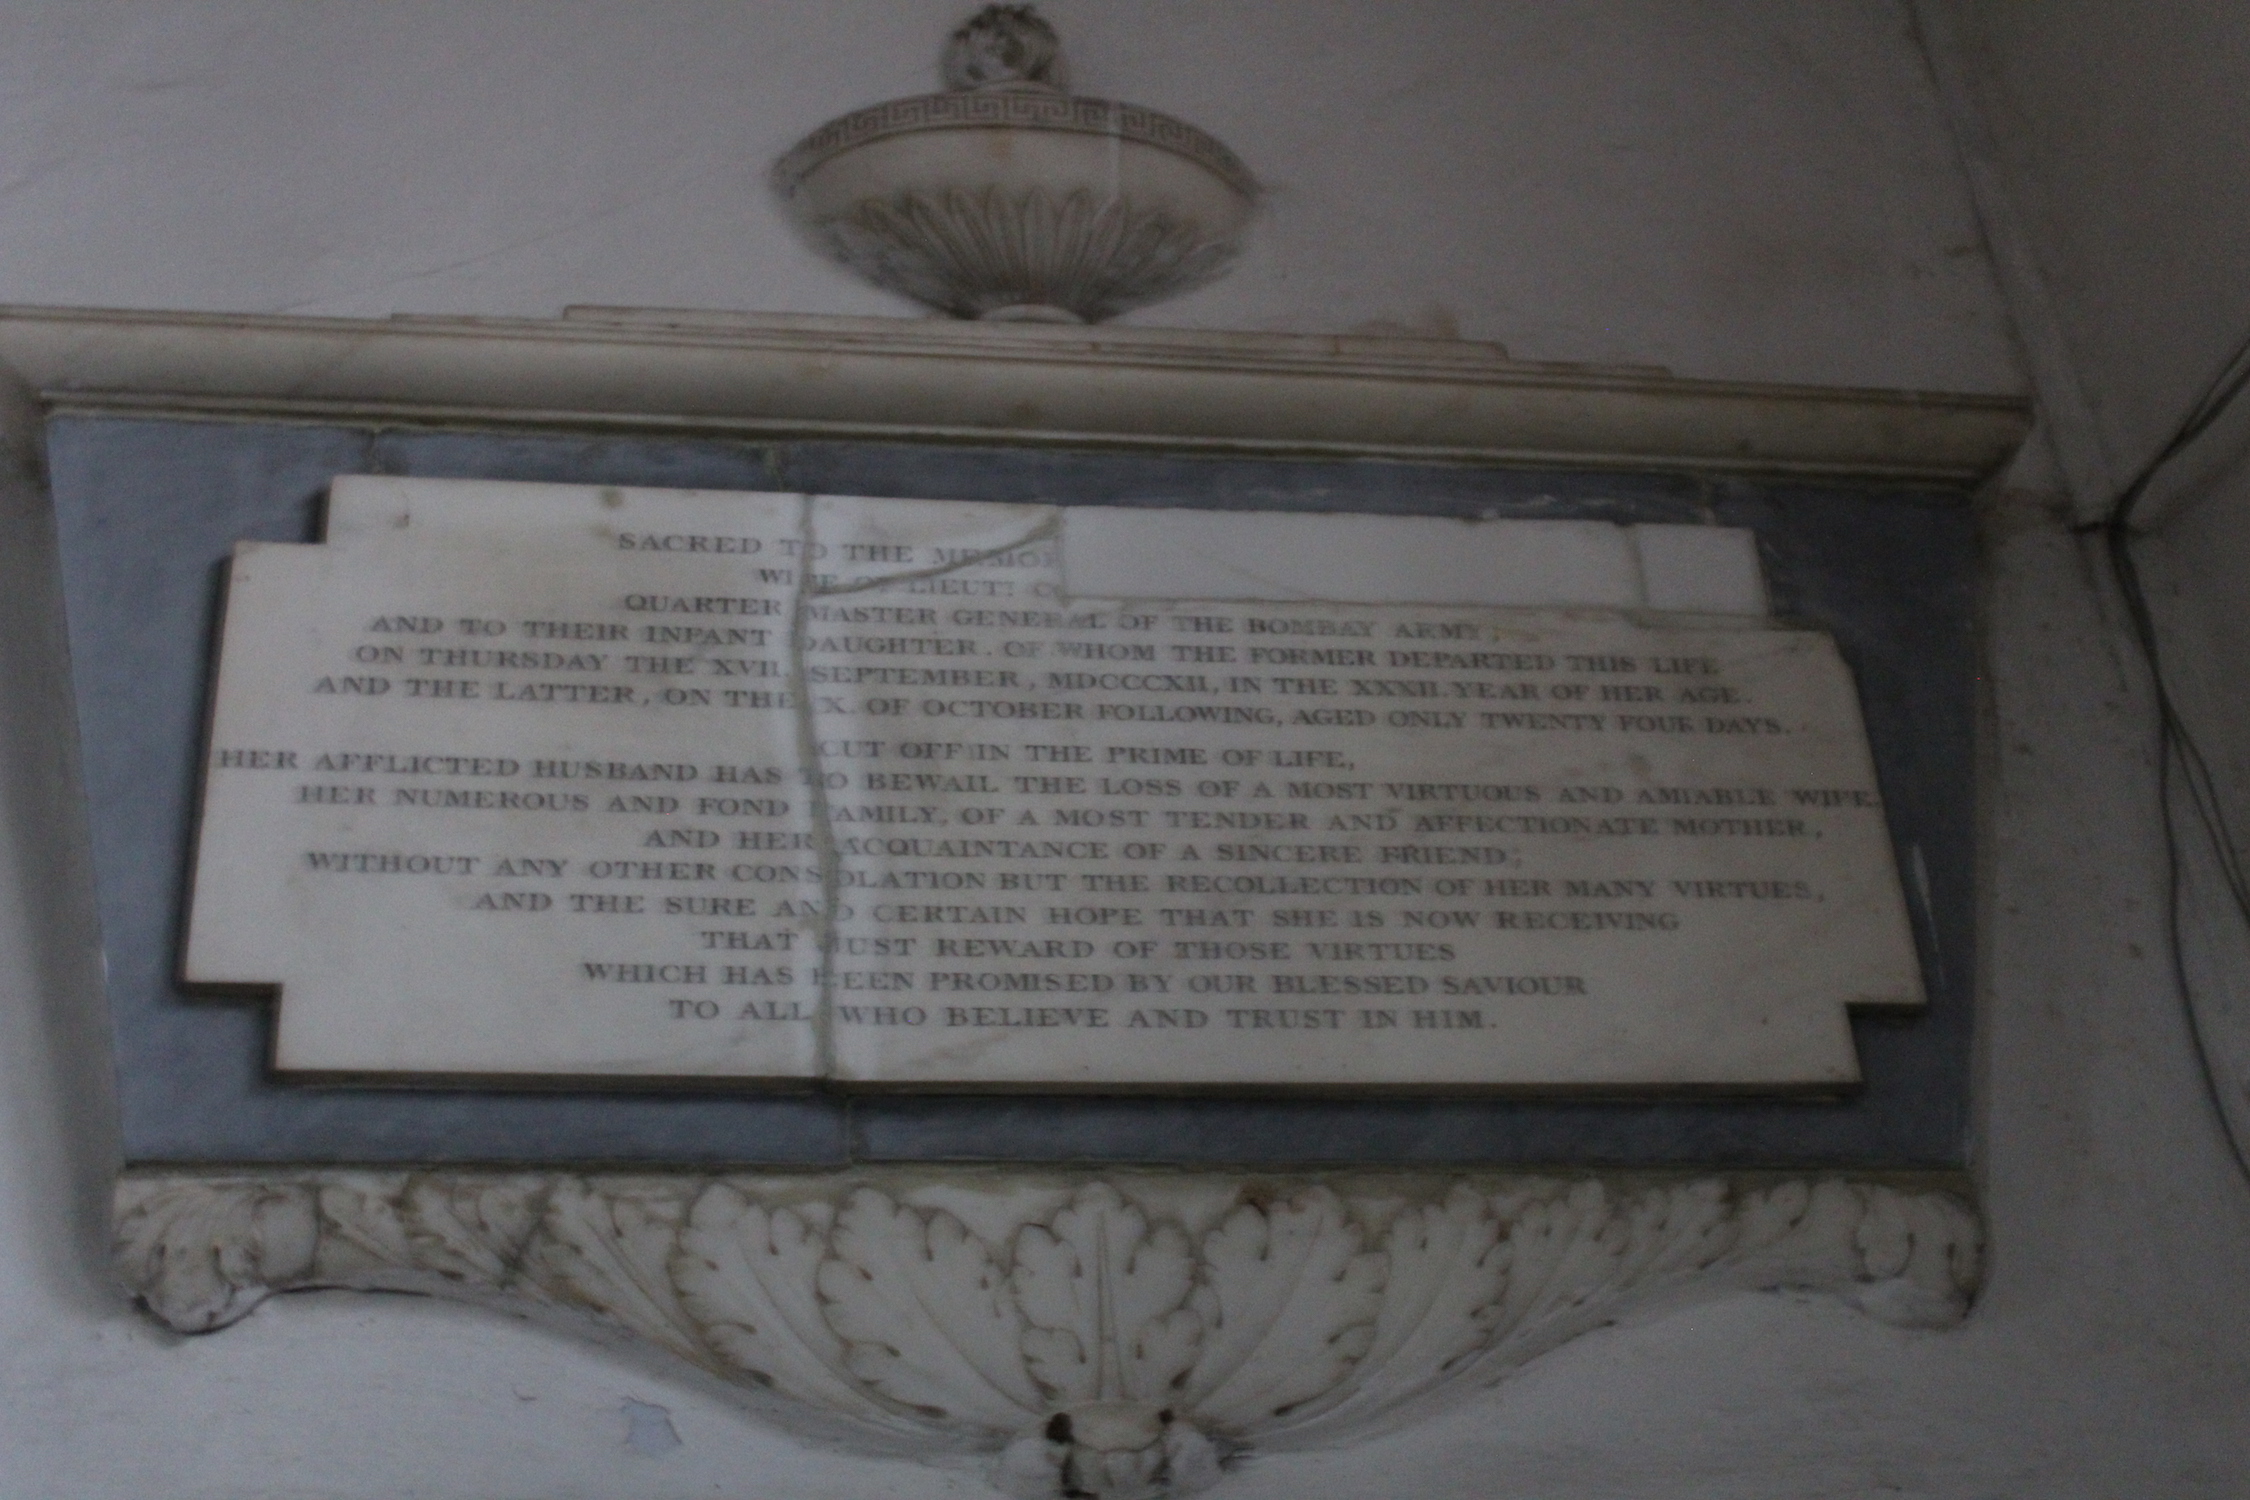 SACRED TO THE MEMOR
WIFE OF LIEUT: C
QUARTER MASTER GENERAL OF THE BOMBAY ARMY;
AND TO THEIR INFANT DAUGHTER. OF WHOM THE FORMER DEPARTED THIS LIFE
ON THURSDAY THE XVII. SEPTEMBER, MDCCCXII, IN THE XXXII. YEAR OF HER AGE.
AND THE LATTER, ON THE X. OF OCTOBER FOLLOWING, AGED ONLY TWENTY FOUR DAYS.
CUT OFF IN THE PRIME OF LIFE,
HER AFFLICTED HUSBAND HAS TO BEWAIL THE LOSS OF A MOST VIRTUOUS AND AMIABLE WIFE.
HER NUMEROUS AND FOND FAMILY, OF A MOST TENDER AND AFFECTIONATE MOTHER,
AND HER ACQUAINTANCE OF A SINCERE FRIEND;
WITHOUT ANY OTHER CONSOLATION BUT THE RECOLLECTION OF HER MANY VIRTUES,
AND THE SURE AND CERTAIN HOPE THAT SHE IS NOW RECEIVING
THAT JUST REWARD OF THOSE VIRTUES
WHICH HAS BEEN PROMISED BY OUR BLESSED SAVIOUR
TO ALL WHO BELIEVE AND TRUST IN HIM.